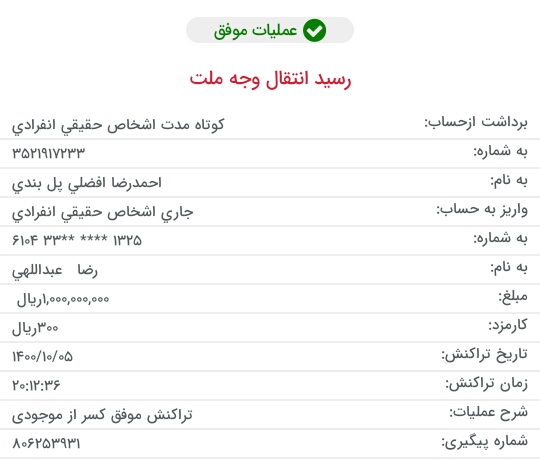 عملیات موفق
رسید انتقال وجه ملت
برداشت ازحساب: کوتاه مدت اشخاص حقيقي انفرادي
به شماره: ۳۵۲۱۹۱۷۲۳۳
به نام: احمدرضا افضلي پل بندي
واریز به حساب: جاري اشخاص حقيقي انفرادي
به شماره: ۶۱۰۴ ۳۳** **** ۱۳۲۵
به نام: رضا عبداللهي
مبلغ: ۱,۰۰۰,۰۰۰,۰۰۰ریال
کارمزد: ۳۰۰ریال
تاریخ تراکنش: ۱۴۰۰/۱۰/۰۵
زمان تراکنش: ۲۰:۱۲:۳۶
شرح عملیات: تراکنش موفق کسر از موجودی
شماره پیگیری: ۸۰۶۲۵۳۹۳۱